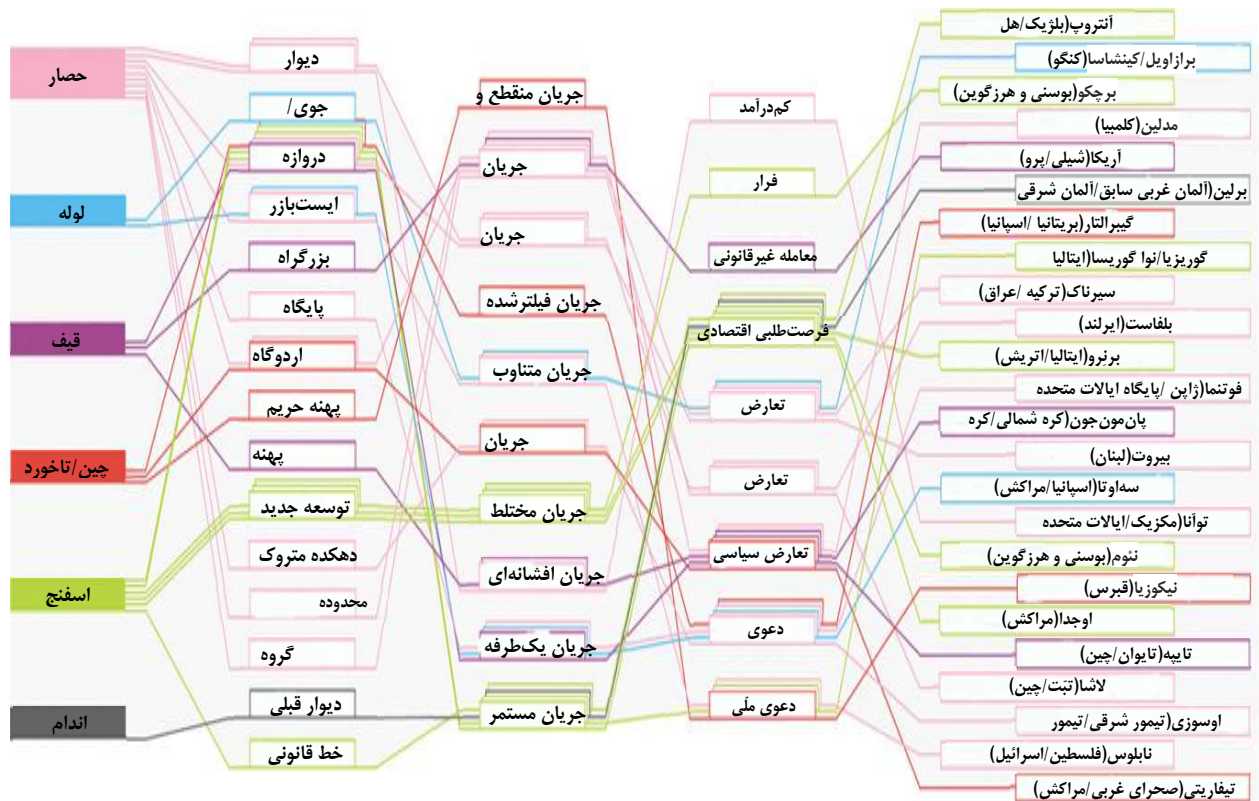 حصار
لوله
قیف
چین/تاخورد
اسفنج
اندام
دیوار
جوی/
دروازه
ایست‌بازر
بزرگراه
پایگاه
اردوگاه
پهنه حریم
پهنه
توسعه جدید
دهکده متروک
محدوده
گروه
دیوار قبلی
خط قانونی
جریان منقطع و
جریان
جریان
جریان فیلترشده
جریان متناوب
جریان
جریان مختلط
جریان افشانه‌ای
جریان یک‌طرفه
جریان مستمر
کم‌درآمد
فرار
معامله غیرقانونی
فرصت‌طلبی اقتصادی
تعارض
تعارض
تعارض سیاسی
دعوی
دعوی ملّی
آنتروپ(بلژیک/هل
برازاویل/کینشاسا(کنگو)
برچکو(بوسنی و هرزگوین)
مدلین(کلمبیا)
آریکا(شیلی/پرو)
برلین(آلمان غربی سابق/آلمان شرقی
گیبرالتار(بریتانیا /اسپانیا)
گوریزیا/نوا گوریسا(ایتالیا
سیرناک(ترکیه /عراق)
بلفاست(ایرلند)
برنرو(ایتالیا/اتریش)
فوتنما(ژاپن /پایگاه ایالات متحده
پان‌مون‌جون(کره شمالی/کره
بیروت(لبنان)
سه‌اوتا(اسپانیا/مراکش)
توآنا(مکزیک/ایالات متحده
نئوم(بوسنی و هرزگوین)
نیکوزیا(قبرس)
اوجدا(مراکش)
تایپه(تایوان/چین)
لاشا(تبَت/چین)
اوسوزی(تیمور شرقی/تیمور
نابلوس(فلسطین/اسرائیل)
تیفاریتی(صحرای غربی/مراکش)